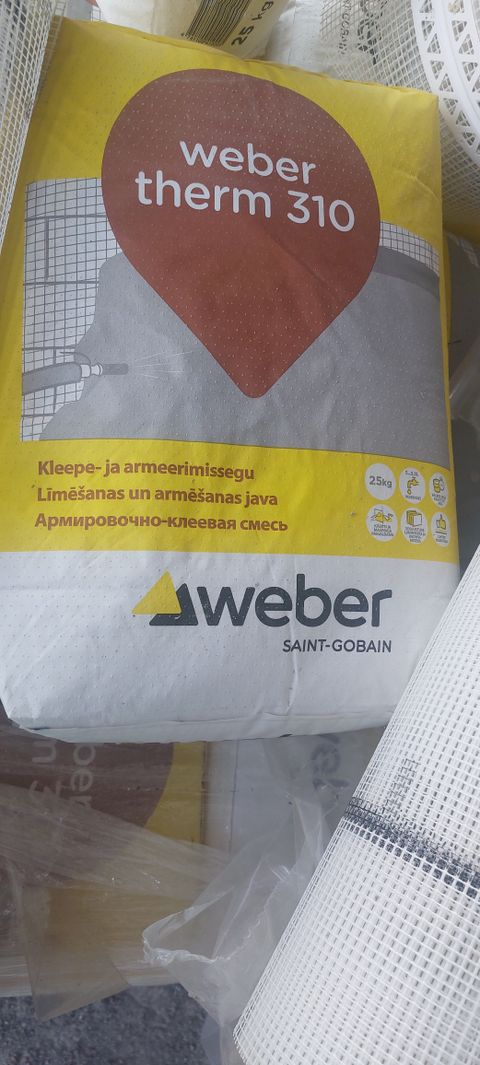 25 kg
weber
therm 310
Kleepe- ja armeerimissegu
Līmēšanas un armēšanas java
Армировочно-клеевая смесь
25kg
weber
SAINT-GOBAIN